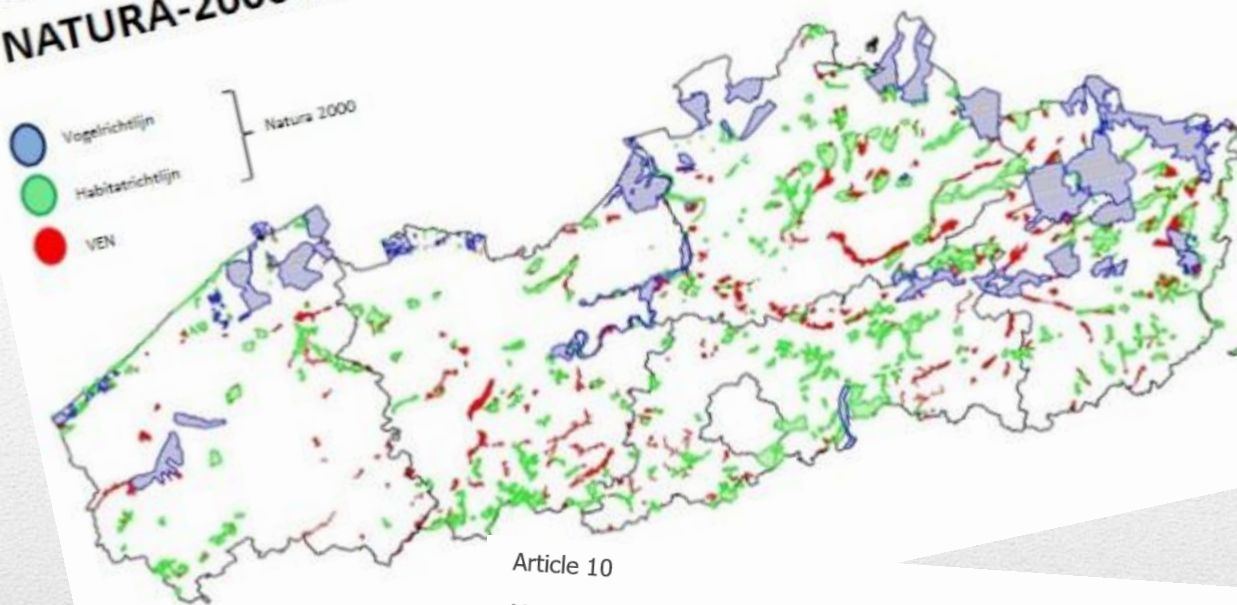 NATURA-2000
Vogelrichtlijn
Habitatrichtlijn
Natura 2000
VEN
Article 10